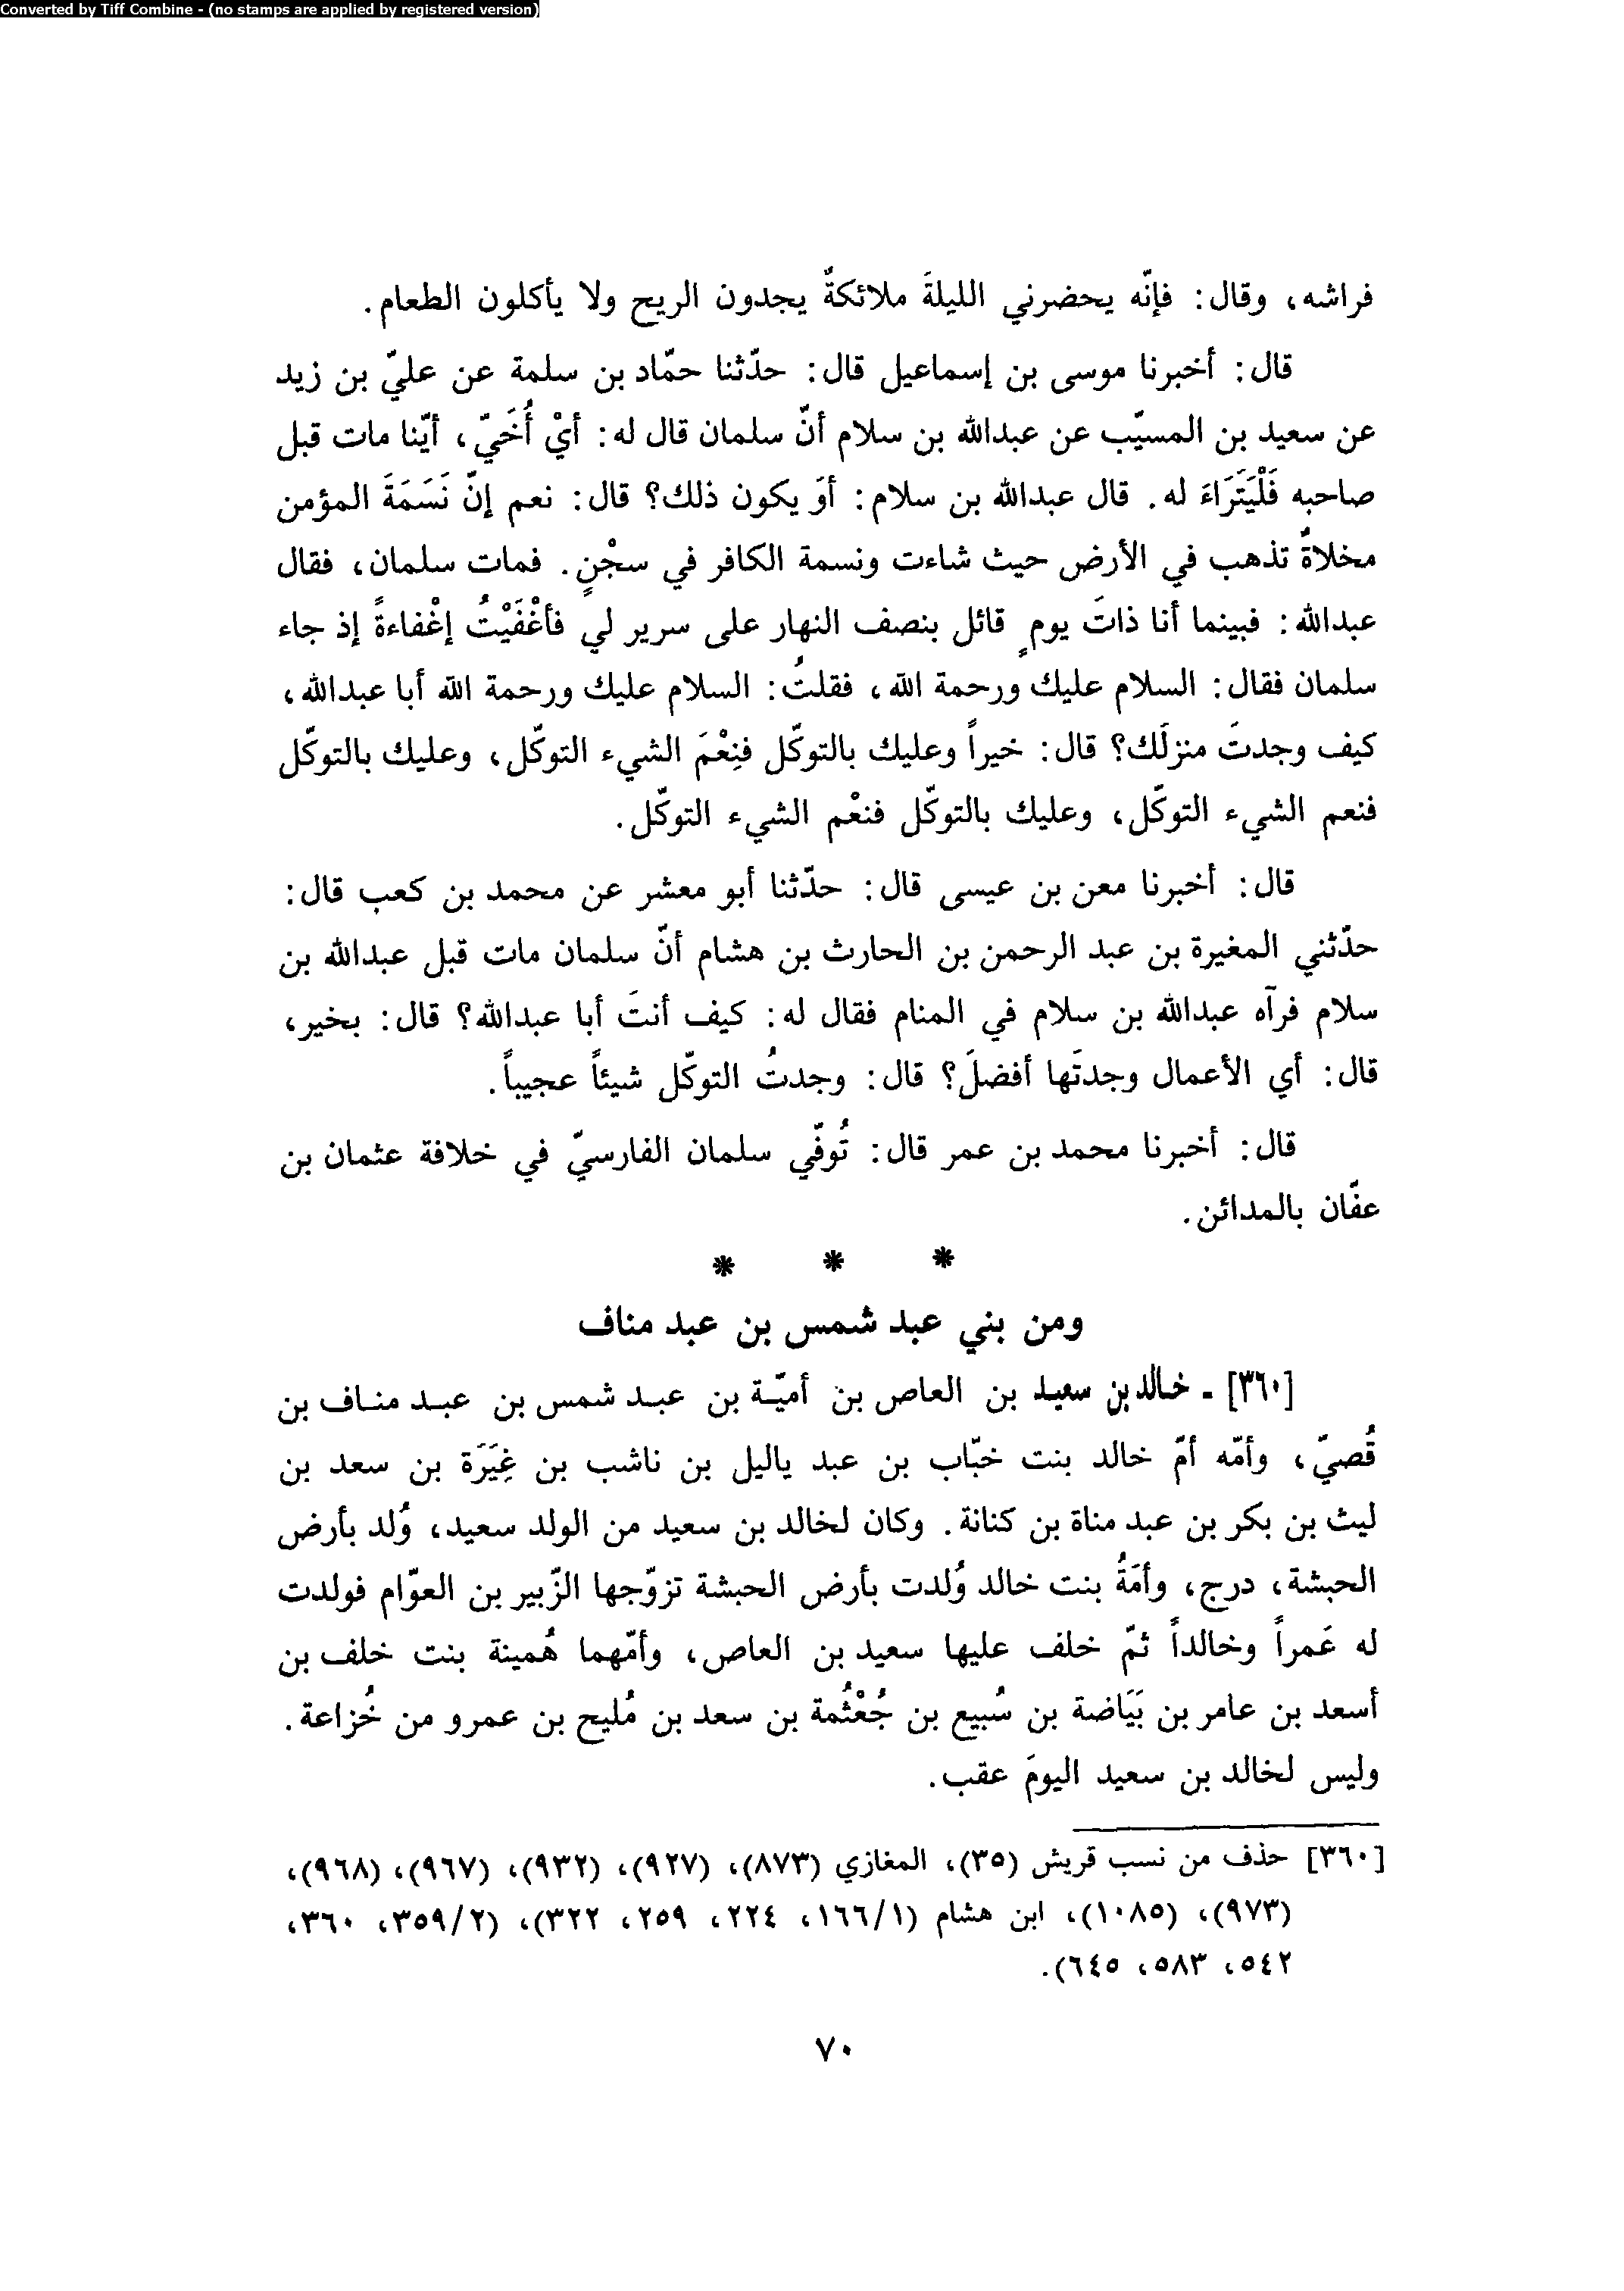 Converted by Tiff Combine - (no stamps are applied by registered version)
فراشه، وقال: فإنّه يحضرني الليلةَ ملائكةٌ يجدون الريح ولا يأكلون الطعام.
قال: أخبرنا موسى بن إسماعيل قال: حدّثنا حمّاد بن سلمة عن عليّ بن زيد
عن سعيد بن المسيّب عن عبدالله بن سلام أنّ سلمان قال له: أيْ أُخَيّ، أيّنا مات قبل
صاحبه فَلْيَتَرَاءَ له. قال عبدالله بن سلام: أوَ يكون ذلك؟ قال: نعم إنّ نَسَمَةَ المؤمن
مخلاةٌ تذهب في الأرض حيث شاءت ونسمة الكافر في سجْنٍ. فمات سلمان، فقال
عبدالله: فبينما أنا ذاتَ يومٍ قائل بنصف النهار على سرير لي فأغْفَيْتُ إغْفاءةً إذ جاء
سلمان فقال: السلام عليك ورحمة الله، فقلتُ: السلام عليك ورحمة الله أبا عبدالله،
كيف وجدتَ منزلَك؟ قال: خيراً وعليك بالتوكّل فنِعْمَ الشيء التوكّل، وعليك بالتوكّل
فنعم الشيء التوكّل، وعليك بالتوكّل فنعْم الشيء التوكّل.
قال: أخبرنا معن بن عيسى قال: حدّثنا أبو معشر عن محمد بن كعب قال:
حدّثني المغيرة بن عبد الرحمن بن الحارث بن هشام أنّ سلمان مات قبل عبدالله بن
سلام فرآه عبدالله بن سلام في المنام فقال له: كيف أنتَ أبا عبدالله؟ قال: بخير،
قال: أي الأعمال وجدتَها أفضلَ؟ قال: وجدتُ التوكّل شيئاً عجيباً.
قال: أخبرنا محمد بن عمر قال: تُوفّي سلمان الفارسيّ في خلافة عثمان بن
عفّان بالمدائن.
* * *
ومن بني عبد شمس بن عبد مناف
[٣٦٠] - خالد بن سعيد بن العاص بن أميّة بن عبد شمس بن عبد مناف بن
قُصيّ، وأمّه أمّ خالد بنت خبّاب بن عبد ياليل بن ناشب بن غِيَرَة بن سعد بن
ليث بن بكر بن عبد مناة بن كنانة. وكان لخالد بن سعيد من الولد سعيد، وُلد بأرض
الحبشة، درج، وأمَةُ بنت خالد وُلدت بأرض الحبشة تزوّجها الزّبير بن العوّام فولدت
له عَمراً وخالداً ثمّ خلف عليها سعيد بن العاص، وأمّهما هُمينة بنت خلف بن
أسعد بن عامر بن بَيَاضة بن سُبيع بن جُعْثُمة بن سعد بن مُليح بن عمرو من خُزاعة.
وليس لخالد بن سعيد اليومَ عقب.
[٣٦٠] حذف من نسب قريش (٣٥)، المغازي (٨٧٣)، (٩٢٧)، (٩٣٢)، (٩٦٧)، (٩٦٨)،
(٩٧٣)، (١٠٨٥)، ابن هشام (١/١٦٦، ٢٢٤، ٢٥٩، ٣٢٢)، (٢/٣٥٩، ٣٦٠،
٥٤٢، ٥٨٣، ٦٤٥).
٧٠